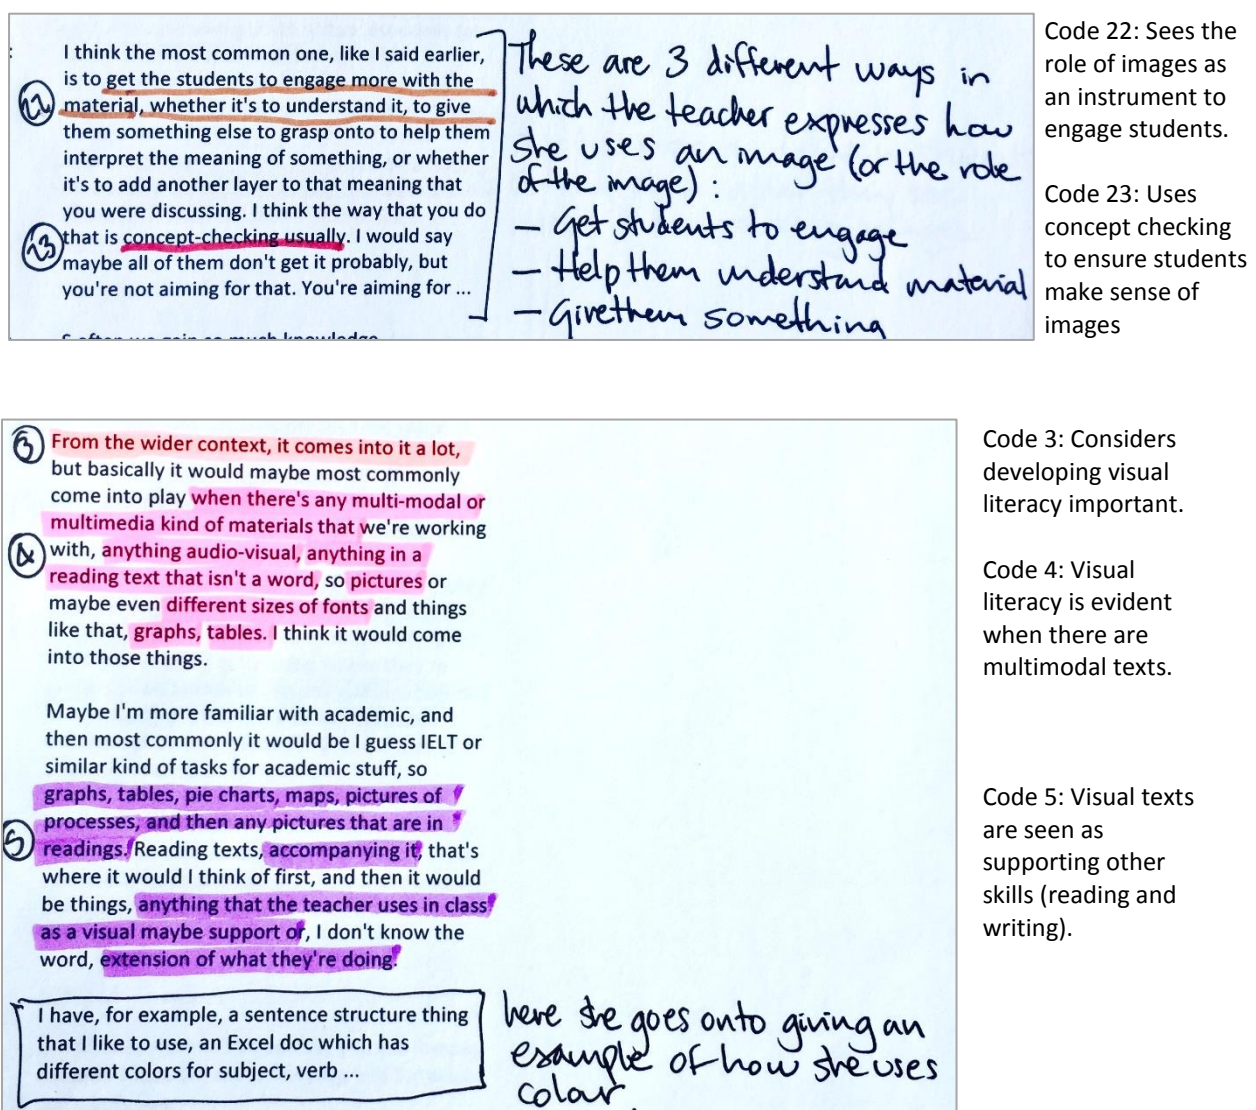 I think the most common one, like I said earlier,
is to get the students to engage more with the
22
material, whether it's to understand it, to give
them something else to grasp onto to help them
interpret the meaning of something, or whether
it's to add another layer to that meaning that
you were discussing. I think the way that you do
23
that is concept-checking usually. I would say
maybe all of them don't get it probably, but
you're not aiming for that. You're aiming for ...
often we gain so much knowledge
These are 3 different ways in
which the teacher expresses how
she uses an image (or the role
of the image):
- Get students to engage
- Help them understand material
- Give them something
Code 22: Sees the
role of images as
an instrument to
engage students.
Code 23: Uses
concept checking
to ensure students
make sense of
images
3
From the wider context, it comes into it a lot,
but basically it would maybe most commonly
come into play when there's any multi-modal or
multimedia kind of materials that we're working
4
with, anything audio-visual, anything in a
reading text that isn't a word, so pictures or
maybe even different sizes of fonts and things
like that, graphs, tables. I think it would come
into those things.
Maybe I'm more familiar with academic, and
then most commonly it would be I guess IELT or
similar kind of tasks for academic stuff, so
graphs, tables, pie charts, maps, pictures of
processes, and then any pictures that are in
5
readings. Reading texts, accompanying it, that's
where it would I think of first, and then it would
be things, anything that the teacher uses in class
as a visual maybe support or, I don't know the
word, extension of what they're doing.
I have, for example, a sentence structure thing
that I like to use, an Excel doc which has
different colors for subject, verb ...
here she goes onto giving an
example of how she uses
colour
Code 3: Considers
developing visual
literacy important.
Code 4: Visual
literacy is evident
when there are
multimodal texts.
Code 5: Visual texts
are seen as
supporting other
skills (reading and
writing).